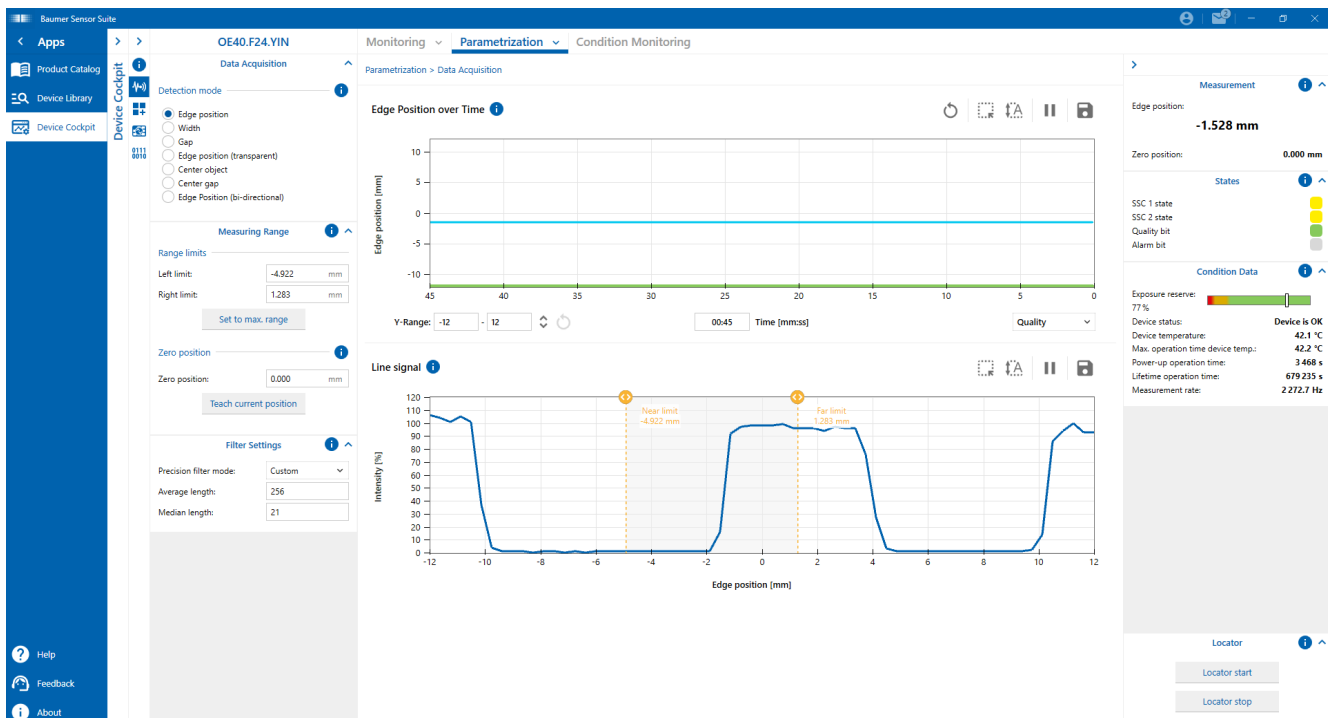 Baumer Sensor Suite
2
Apps
Product Catalog
Device Library
Device Cockpit
Help
Feedback
About
Device Cockpit
0111
0010
OE40.F24.YIN
Data Acquisition
Detection mode
Edge position
Width
Gap
Edge position (transparent)
Center object
Center gap
Edge Position (bi-directional)
Measuring Range
Range limits
Left limit: -4.922 mm
Right limit: 1.283 mm
Set to max. range
Zero position
Zero position: 0.000 mm
Teach current position
Filter Settings
Precision filter mode: Custom
Average length: 256
Median length: 21
Monitoring Parametrization Condition Monitoring
Parametrization > Data Acquisition
Edge Position over Time
A
Edge position [mm]
10
5
0
-5
-10
45 40 35 30 25 20 15 10 5 0
Y-Range: -12 - 12 00:45 Time [mm:ss] Quality
Line signal
A
Intensity [%]
120
110
100
90
80
70
60
50
40
30
20
10
0
Near limit
-4.922 mm
Far limit
1.283 mm
-12 -10 -8 -6 -4 -2 0 2 4 6 8 10 12
Edge position [mm]
Measurement
Edge position:
-1.528 mm
Zero position: 0.000 mm
States
SSC 1 state
SSC 2 state
Quality bit
Alarm bit
Condition Data
Exposure reserve:
77 %
Device status: Device is OK
Device temperature: 42.1 °C
Max. operation time device temp.: 42.2 °C
Power-up operation time: 3 468 s
Lifetime operation time: 679 235 s
Measurement rate: 2 272.7 Hz
Locator
Locator start
Locator stop